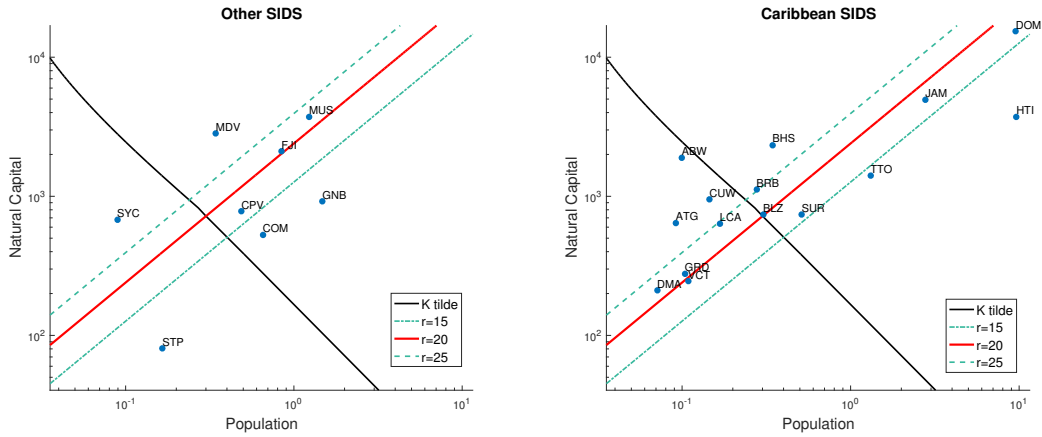 Other SIDS
Natural Capital
10^4
10^3
10^2
MDV
MUS
FJI
SYC
CPV
GNB
COM
STP
K tilde
r=15
r=20
r=25
10^-1
10^0
10^1
Population
Caribbean SIDS
Natural Capital
10^4
10^3
10^2
DOM
JAM
HTI
ABW
BHS
BRB
TTO
CUW
ATG
LCA
BLZ
SUR
GRD
VCT
DMA
K tilde
r=15
r=20
r=25
10^-1
10^0
10^1
Population